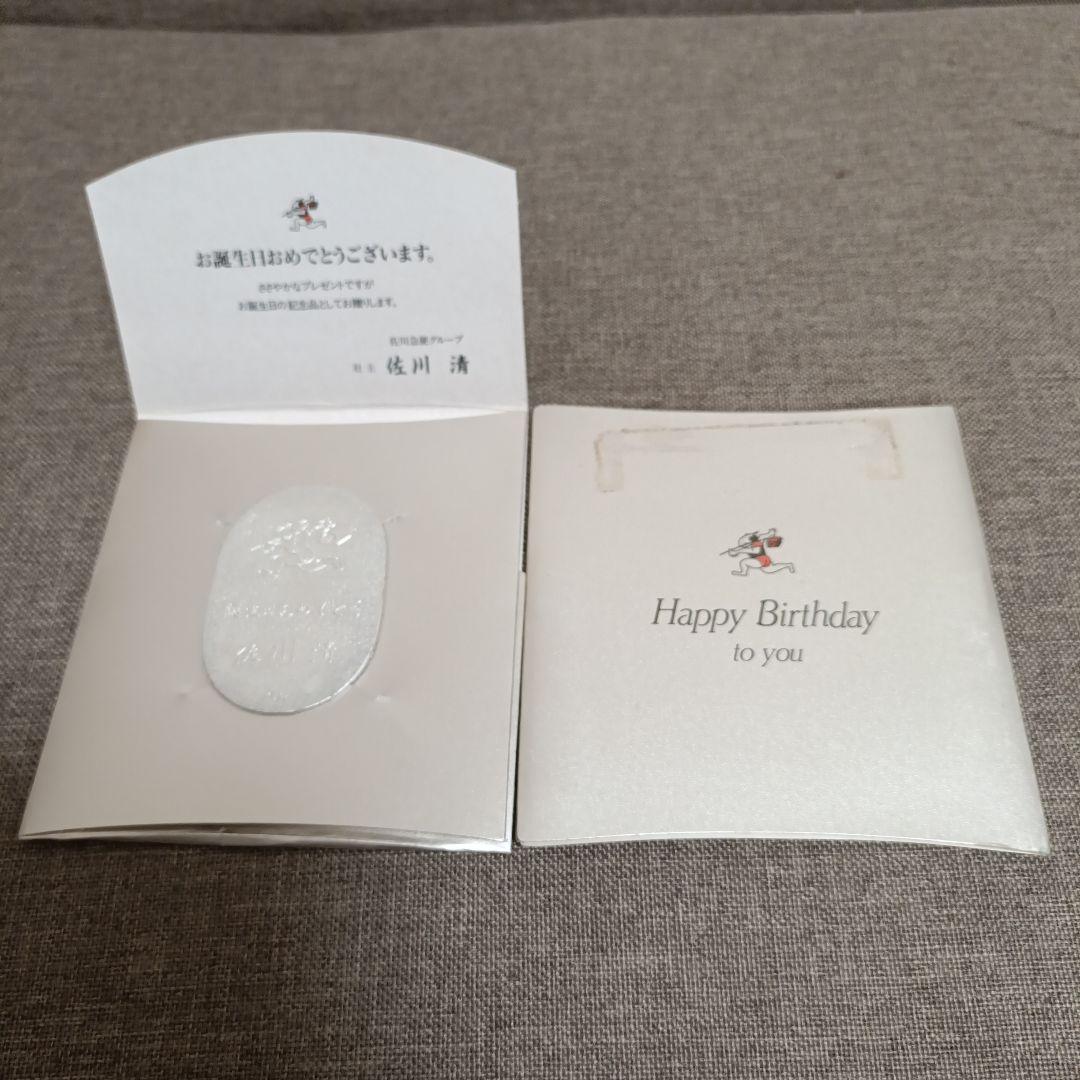 お誕生日おめでとうございます。
ささやかなプレゼントですが
お誕生日の記念品としてお贈りします。
佐川急便グループ
社主 佐川 清
佐川 清
Happy Birthday
to you